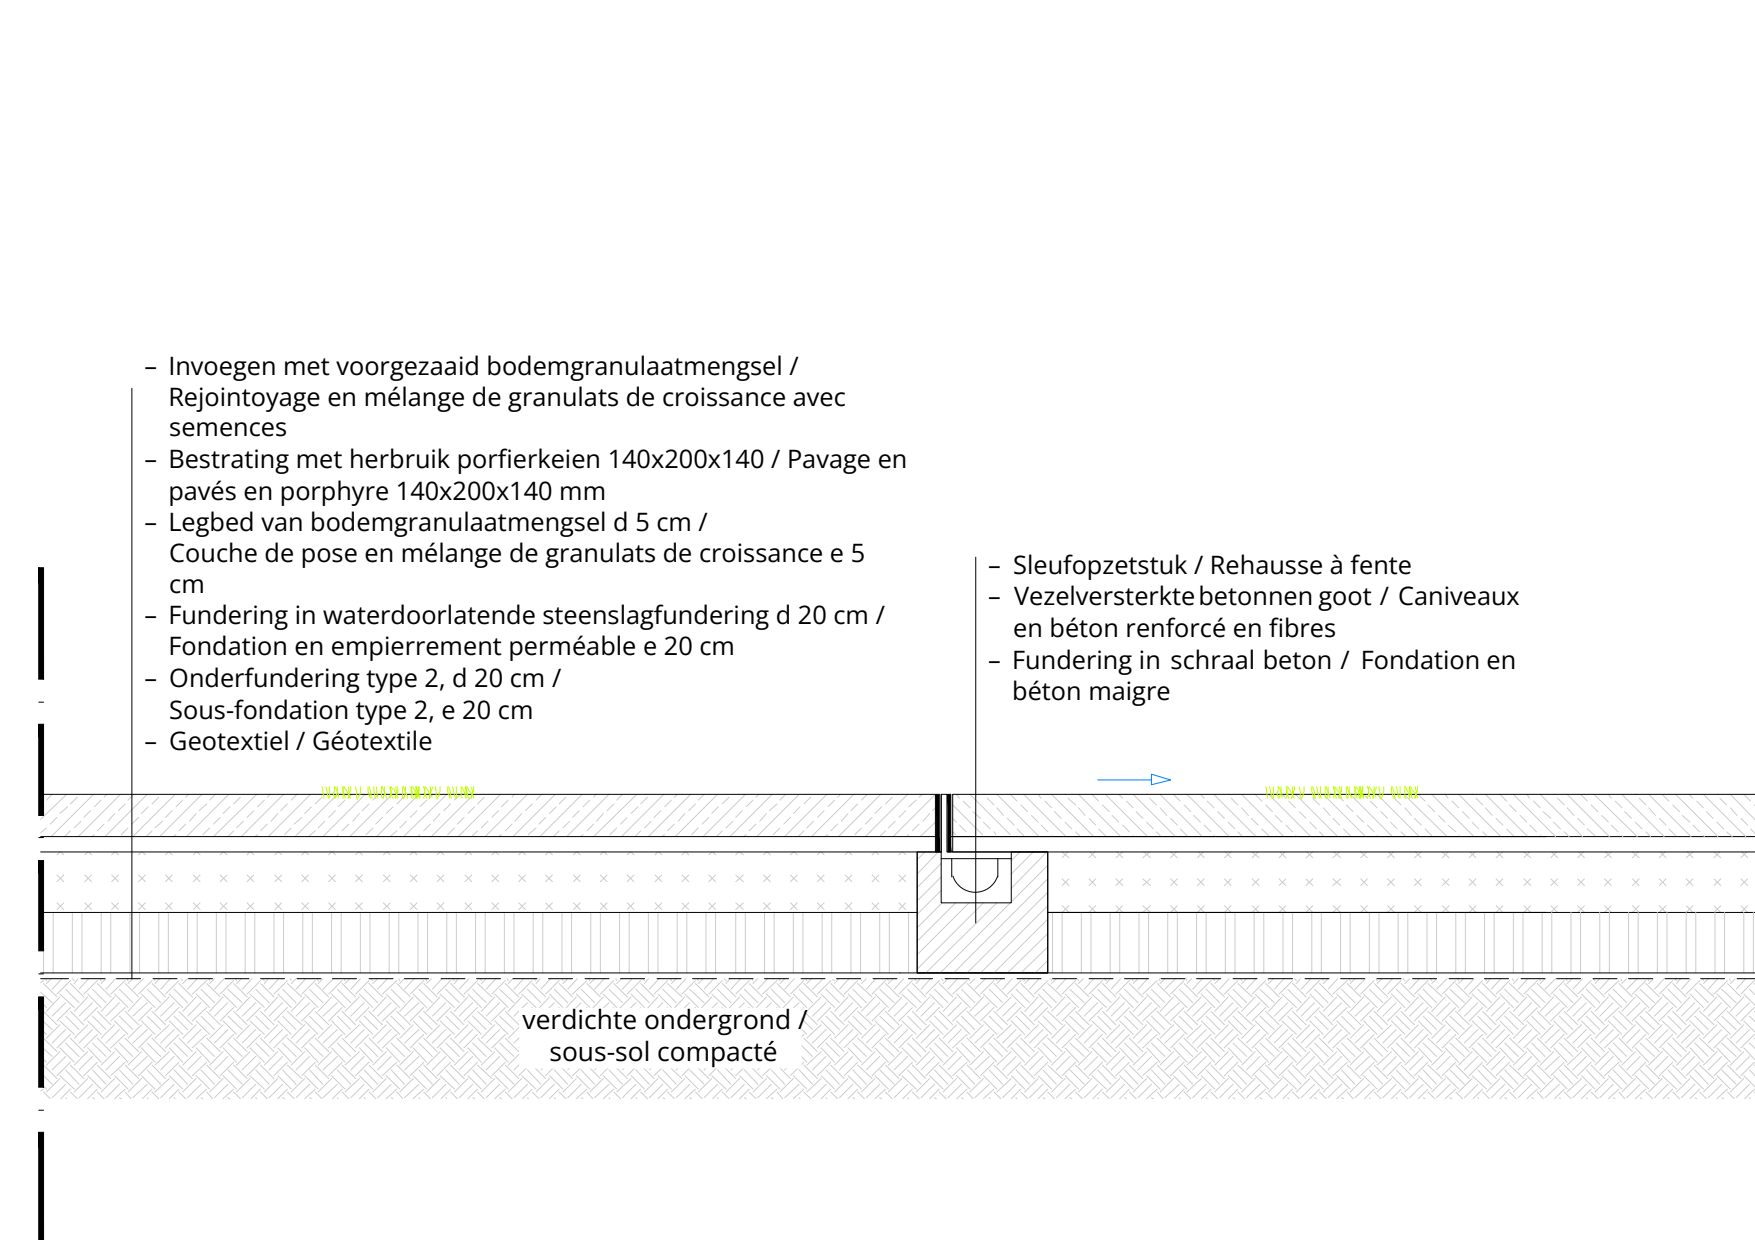 – Invoegen met voorgezaaid bodemgranulaatmengsel /
Rejointoyage en mélange de granulats de croissance avec
semences
– Bestrating met herbruik porfierkeien 140x200x140 / Pavage en
pavés en porphyre 140x200x140 mm
– Legbed van bodemgranulaatmengsel d 5 cm /
Couche de pose en mélange de granulats de croissance e 5
cm
– Fundering in waterdoorlatende steenslagfundering d 20 cm /
Fondation en empierrement perméable e 20 cm
– Onderfundering type 2, d 20 cm /
Sous-fondation type 2, e 20 cm
– Geotextiel / Géotextile
– Sleufopzetstuk / Rehausse à fente
– Vezelversterkte betonnen goot / Caniveaux
en béton renforcé en fibres
– Fundering in schraal beton / Fondation en
béton maigre
verdichte ondergrond /
sous-sol compacté